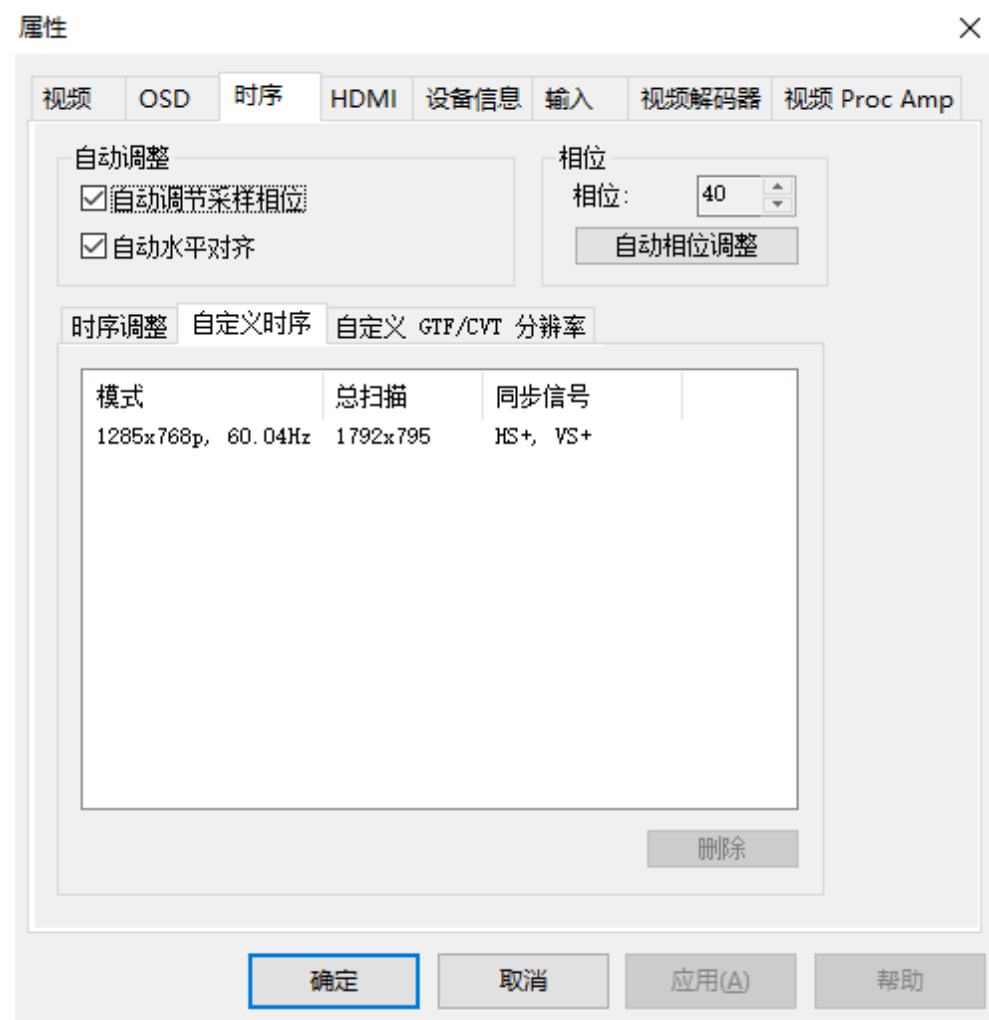 属性
视频 OSD 时序 HDMI 设备信息 输入 视频解码器 视频 Proc Amp
自动调整
自动调节采样相位
自动水平对齐
相位
相位: 40
自动相位调整
时序调整 自定义时序 自定义 GTF/CVT 分辨率
模式 总扫描 同步信号
1285x768p, 60.04Hz 1792x795 HS+, VS+
删除
确定 取消 应用(A) 帮助